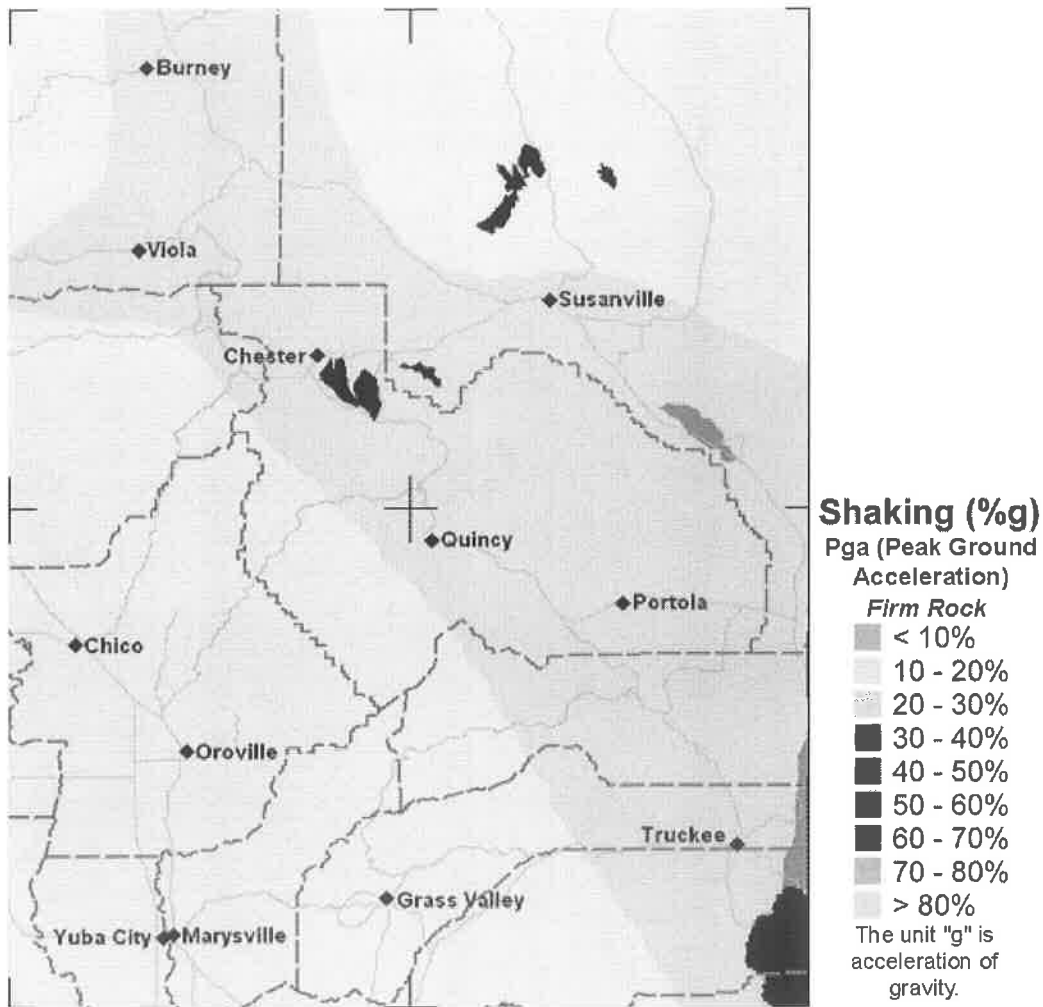 Burney
Viola
Susanville
Chester
Quincy
Portola
Chico
Oroville
Truckee
Grass Valley
Yuba City
Marysville
Shaking (%g)
Pga (Peak Ground
Acceleration)
Firm Rock
< 10%
10 - 20%
20 - 30%
30 - 40%
40 - 50%
50 - 60%
60 - 70%
70 - 80%
> 80%
The unit "g" is
acceleration of
gravity.